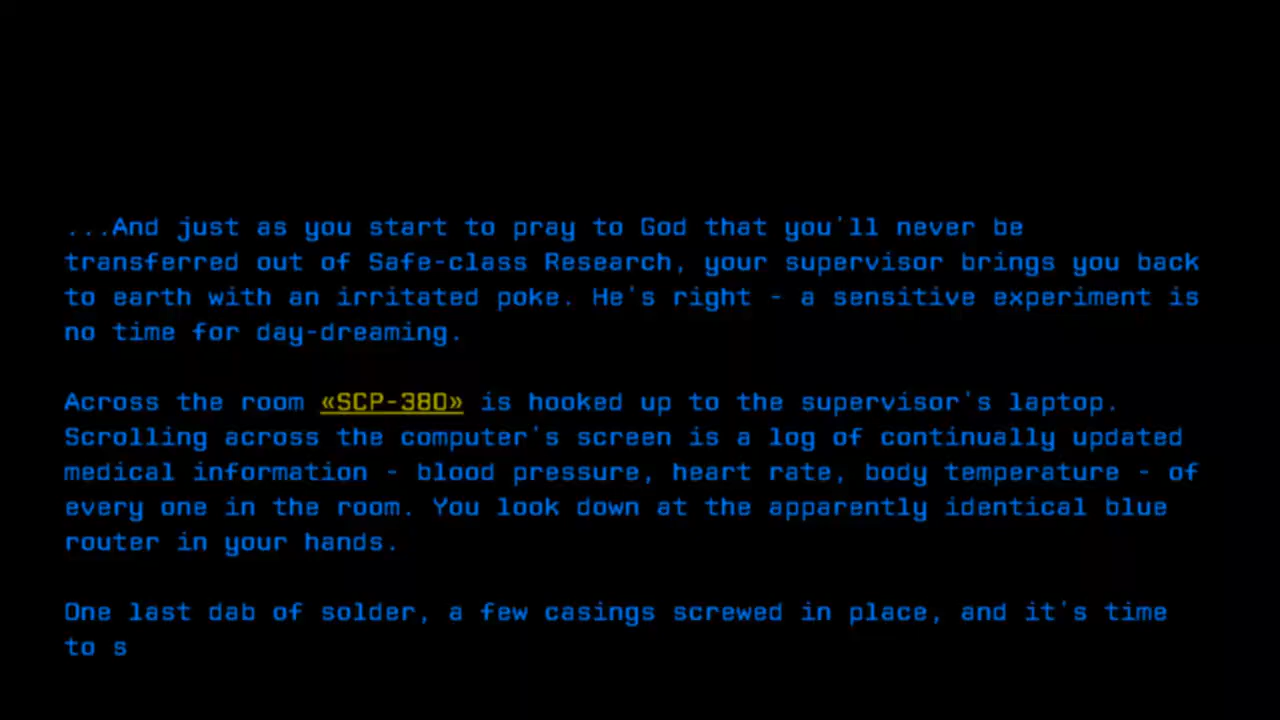 ...And just as you start to pray to God that you'll never be
transferred out of Safe-class Research, your supervisor brings you back
to earth with an irritated poke. He's right - a sensitive experiment is
no time for day-dreaming.
Across the room «SCP-380» is hooked up to the supervisor's laptop.
Scrolling across the computer's screen is a log of continually updated
medical information - blood pressure, heart rate, body temperature - of
every one in the room. You look down at the apparently identical blue
router in your hands.
One last dab of solder, a few casings screwed in place, and it's time
to s